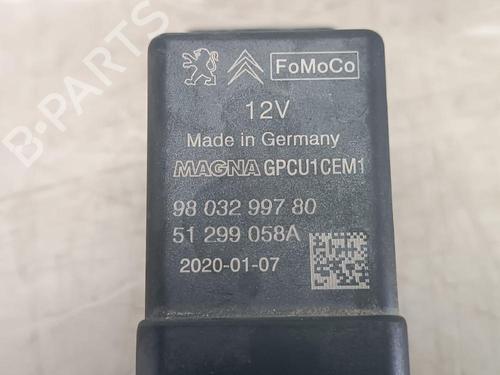 FoMoCo
12V
Made in Germany
MAGNA GPCU1CEM1
98 032 997 80
51 299 058A
2020-01-07
B-PARTS